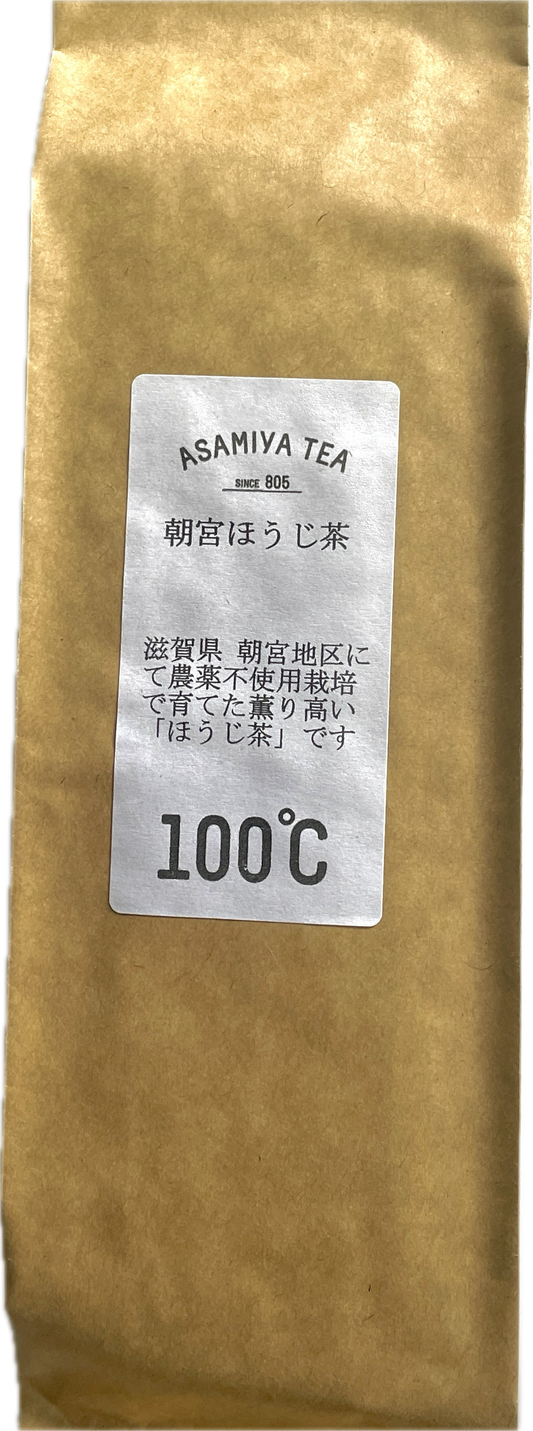 ASAMIYA TEA
SINCE 805
朝宮ほうじ茶
滋賀県 朝宮地区に
て農薬不使用栽培
で育てた薫り高い
「ほうじ茶」です
100℃